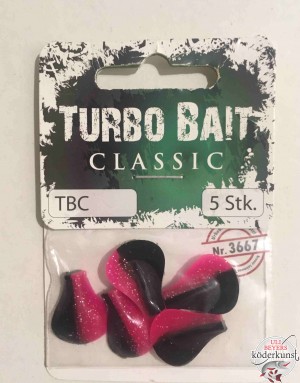 TURBO BAIT
CLASSIC
TBC
5 Stk.
Nr. 3667
ULI
BEYERS
köderkunst